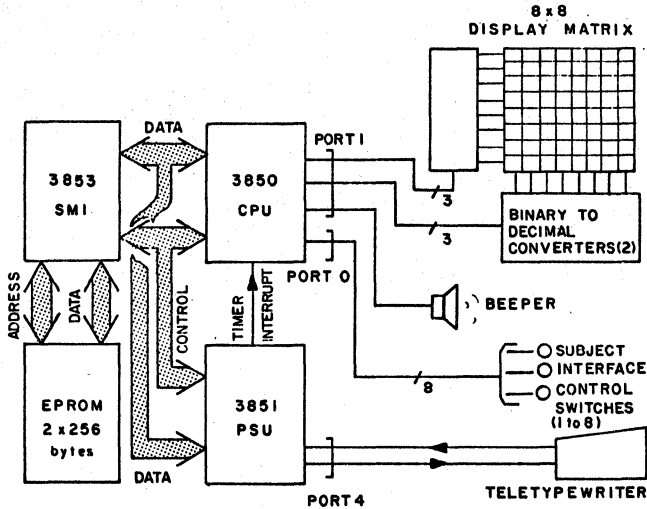 8x8
DISPLAY MATRIX
DATA
PORT 1
3853
SMI
3850
CPU
3
3
BINARY TO
DECIMAL
CONVERTERS(2)
PORT 0
ADDRESS
DATA
CONTROL
TIMER
INTERRUPT
BEEPER
8
SUBJECT
INTERFACE
CONTROL
SWITCHES
(1 to 8)
EPROM
2 x 256
bytes
3851
PSU
DATA
PORT 4
TELETYPEWRITER